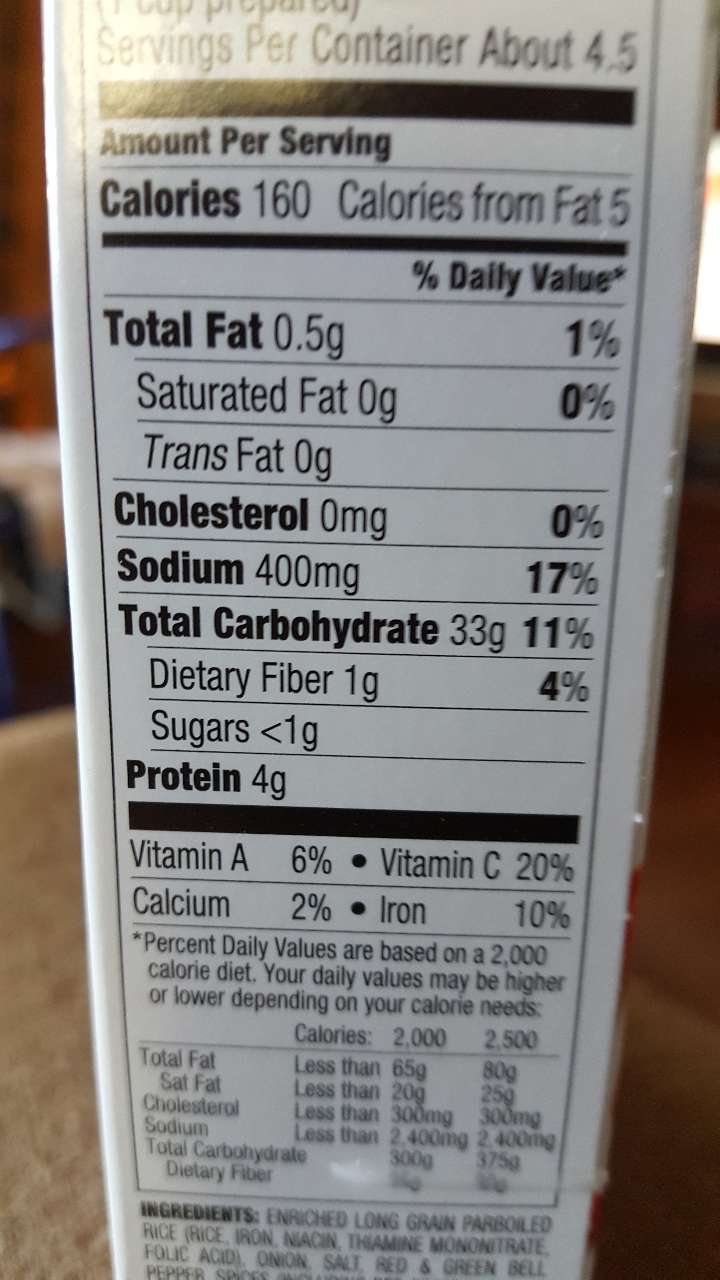 (1 cup prepared)
Servings Per Container About 4.5
Amount Per Serving
Calories 160 Calories from Fat 5
% Daily Value*
Total Fat 0.5g 1%
Saturated Fat 0g 0%
Trans Fat 0g
Cholesterol 0mg 0%
Sodium 400mg 17%
Total Carbohydrate 33g 11%
Dietary Fiber 1g 4%
Sugars <1g
Protein 4g
Vitamin A 6% • Vitamin C 20%
Calcium 2% • Iron 10%
*Percent Daily Values are based on a 2,000
calorie diet. Your daily values may be higher
or lower depending on your calorie needs:
Calories: 2,000 2,500
Total Fat Less than 65g 80g
Sat Fat Less than 20g 25g
Cholesterol Less than 300mg 300mg
Sodium Less than 2,400mg 2,400mg
Total Carbohydrate 300g 375g
Dietary Fiber
INGREDIENTS: ENRICHED LONG GRAIN PARBOILED
RICE (RICE, IRON, NIACIN, THIAMINE MONONITRATE,
FOLIC ACID), ONION, SALT, RED & GREEN BELL
PEPPER, SPICES